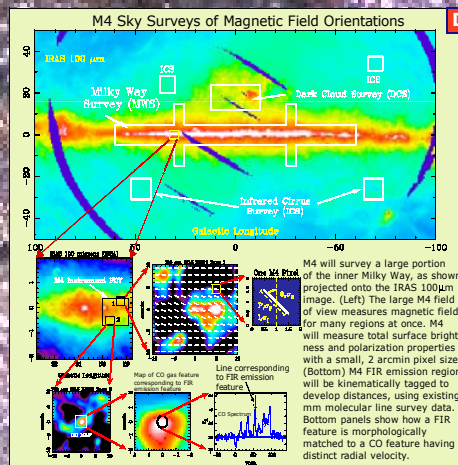 M4 Sky Surveys of Magnetic Field Orientations
D
IRAS 100 μm
ICS
ICS
Milky Way
Survey (MWS)
Dark Cloud Survey (DCS)
Infrared Cirrus
Survey (ICS)
Galactic Longitude
40
20
0
-20
-40
100
50
0
-50
-100
M4 Instrument FOV
1
2
One M4 Pixel
M4 will survey a large portion
of the inner Milky Way, as shown
projected onto the IRAS 100μm
image. (Left) The large M4 field
of view measures magnetic field
for many regions at once. M4
will measure total surface bright
ness and polarization properties
with a small, 2 arcmin pixel size
(Bottom) M4 FIR emission region
will be kinematically tagged to
develop distances, using existing
mm molecular line survey data.
Bottom panels show how a FIR
feature is morphologically
matched to a CO feature having
distinct radial velocity.
Map of CO gas feature
corresponding to FIR
emission feature
Line corresponding
to FIR emission
feature
CO Spectrum